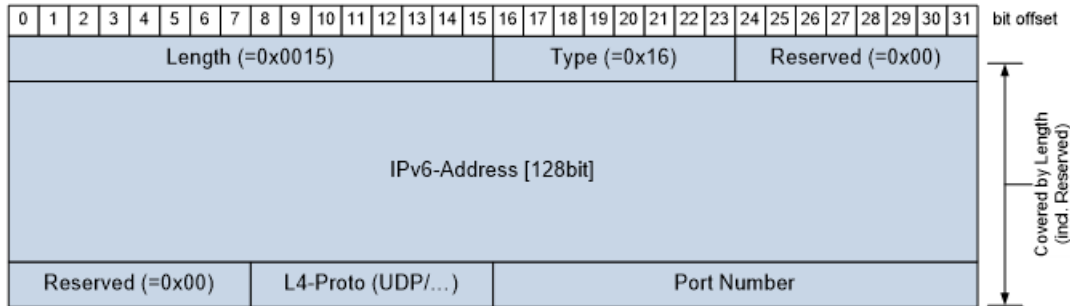 0 1 2 3 4 5 6 7 8 9 10 11 12 13 14 15 16 17 18 19 20 21 22 23 24 25 26 27 28 29 30 31 bit offset
Length (=0x0015) Type (=0x16) Reserved (=0x00)
IPv6-Address [128bit]
Reserved (=0x00) L4-Proto (UDP/...) Port Number
Covered by Length
(incl. Reserved)